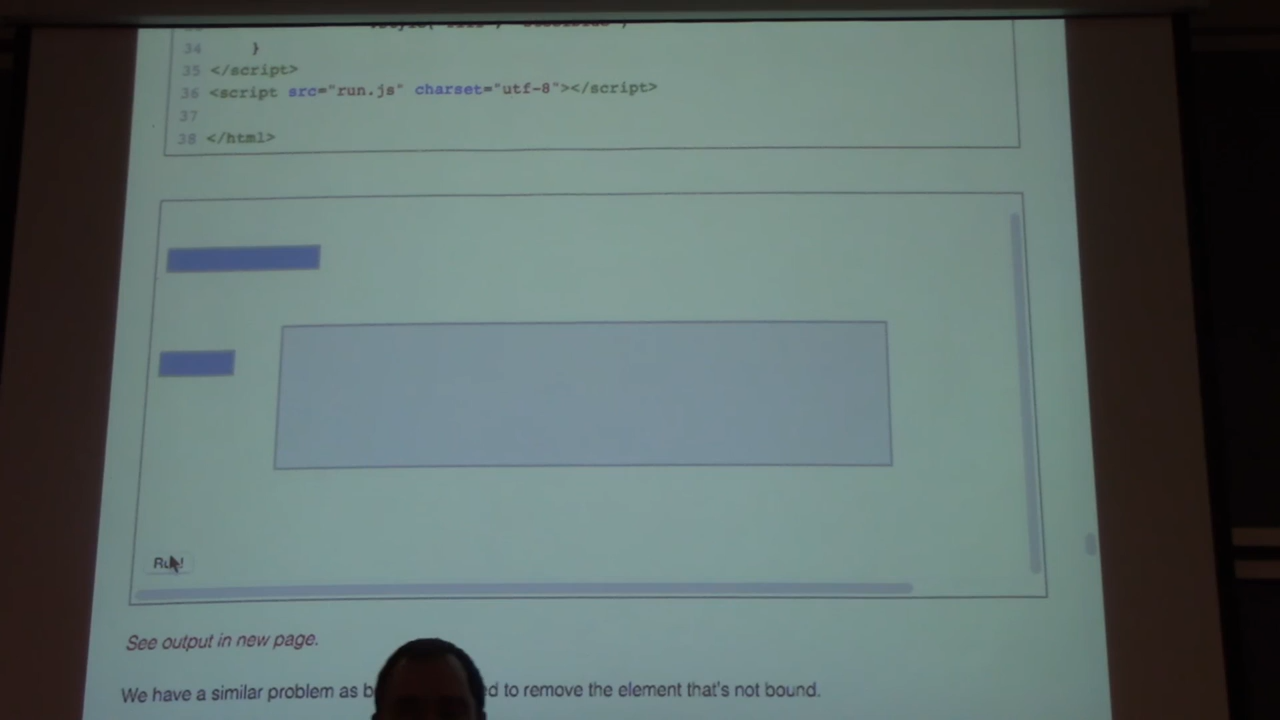 34 }
35 </script>
36 <script src="run.js" charset="utf-8"></script>
37
38 </html>
Run!
See output in new page.
We have a similar problem as to remove the element that's not bound.